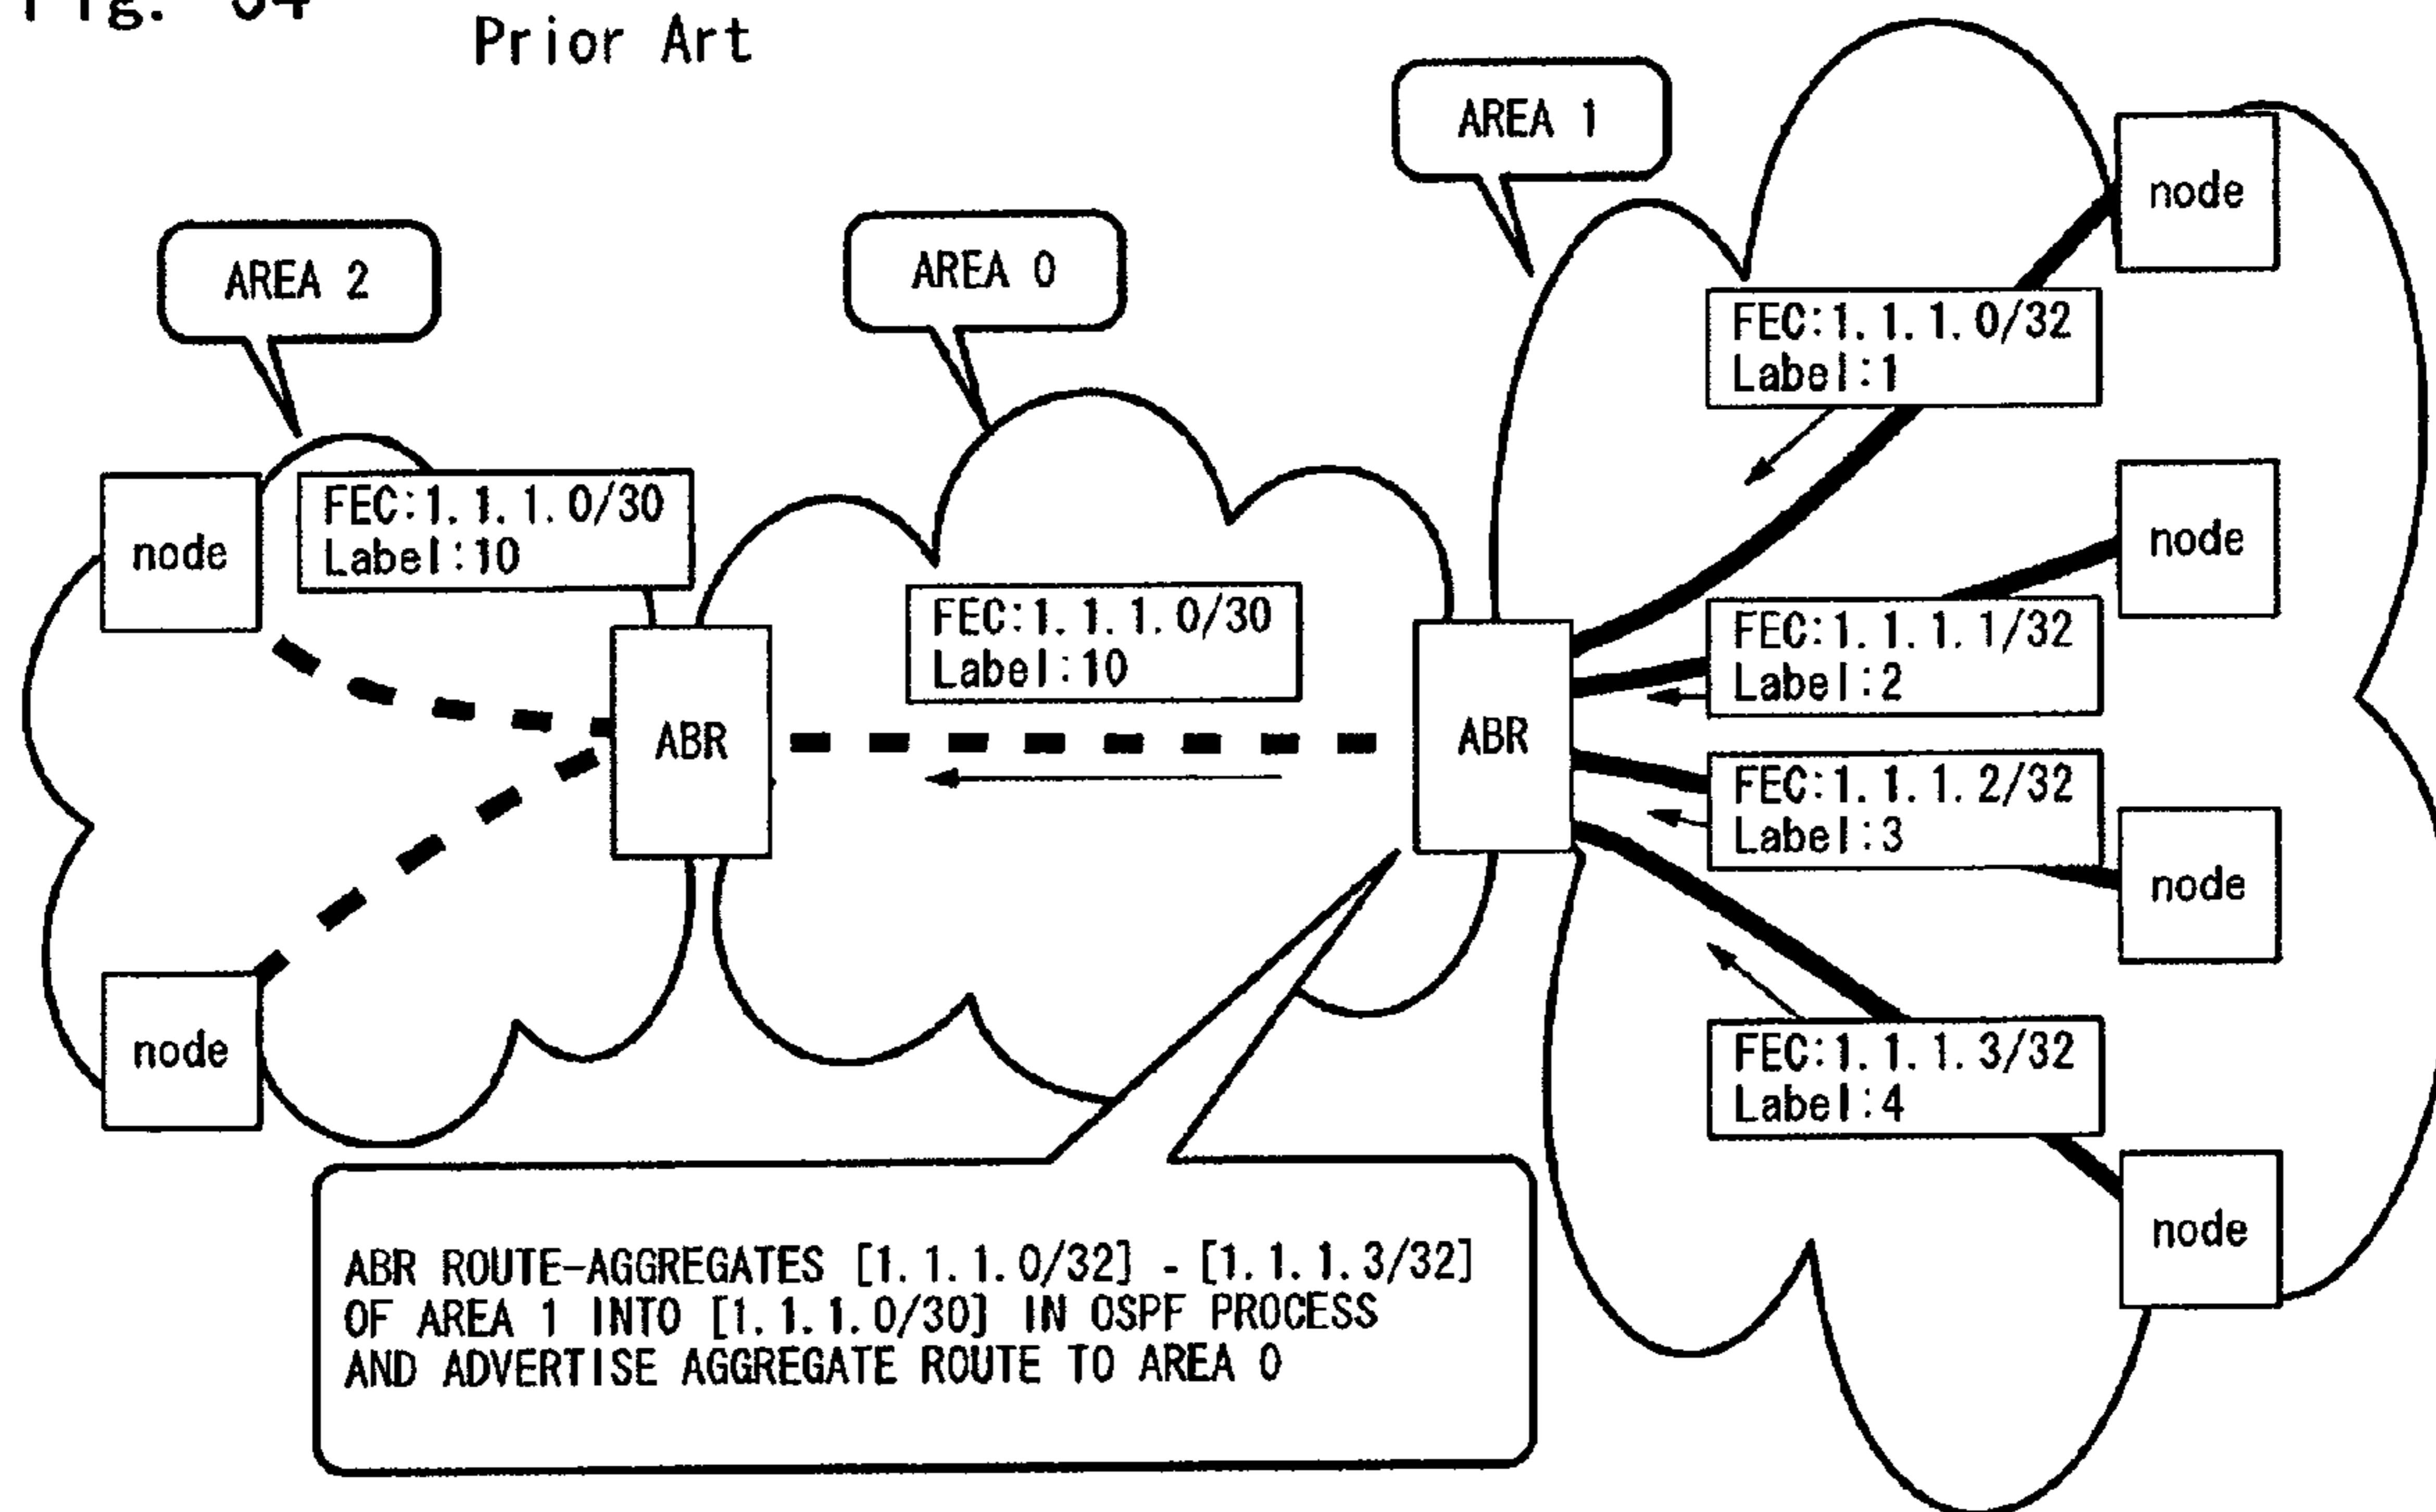 Fig. 34
Prior Art
AREA 1
AREA 2
AREA 0
node
FEC:1.1.1.0/32
Label:1
node
FEC:1.1.1.0/30
Label:10
node
FEC:1.1.1.0/30
Label:10
FEC:1.1.1.1/32
Label:2
ABR
ABR
FEC:1.1.1.2/32
Label:3
node
node
FEC:1.1.1.3/32
Label:4
node
ABR ROUTE-AGGREGATES [1.1.1.0/32] - [1.1.1.3/32]
OF AREA 1 INTO [1.1.1.0/30] IN OSPF PROCESS
AND ADVERTISE AGGREGATE ROUTE TO AREA 0